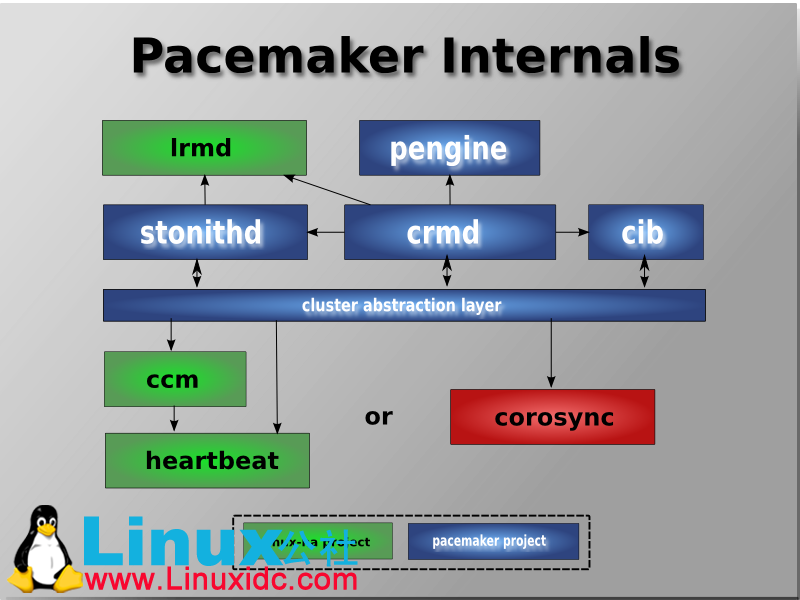 Pacemaker Internals
lrmd
pengine
stonithd
crmd
cib
cluster abstraction layer
ccm
or
corosync
heartbeat
project
pacemaker project
Linux公社
www.Linuxidc.com